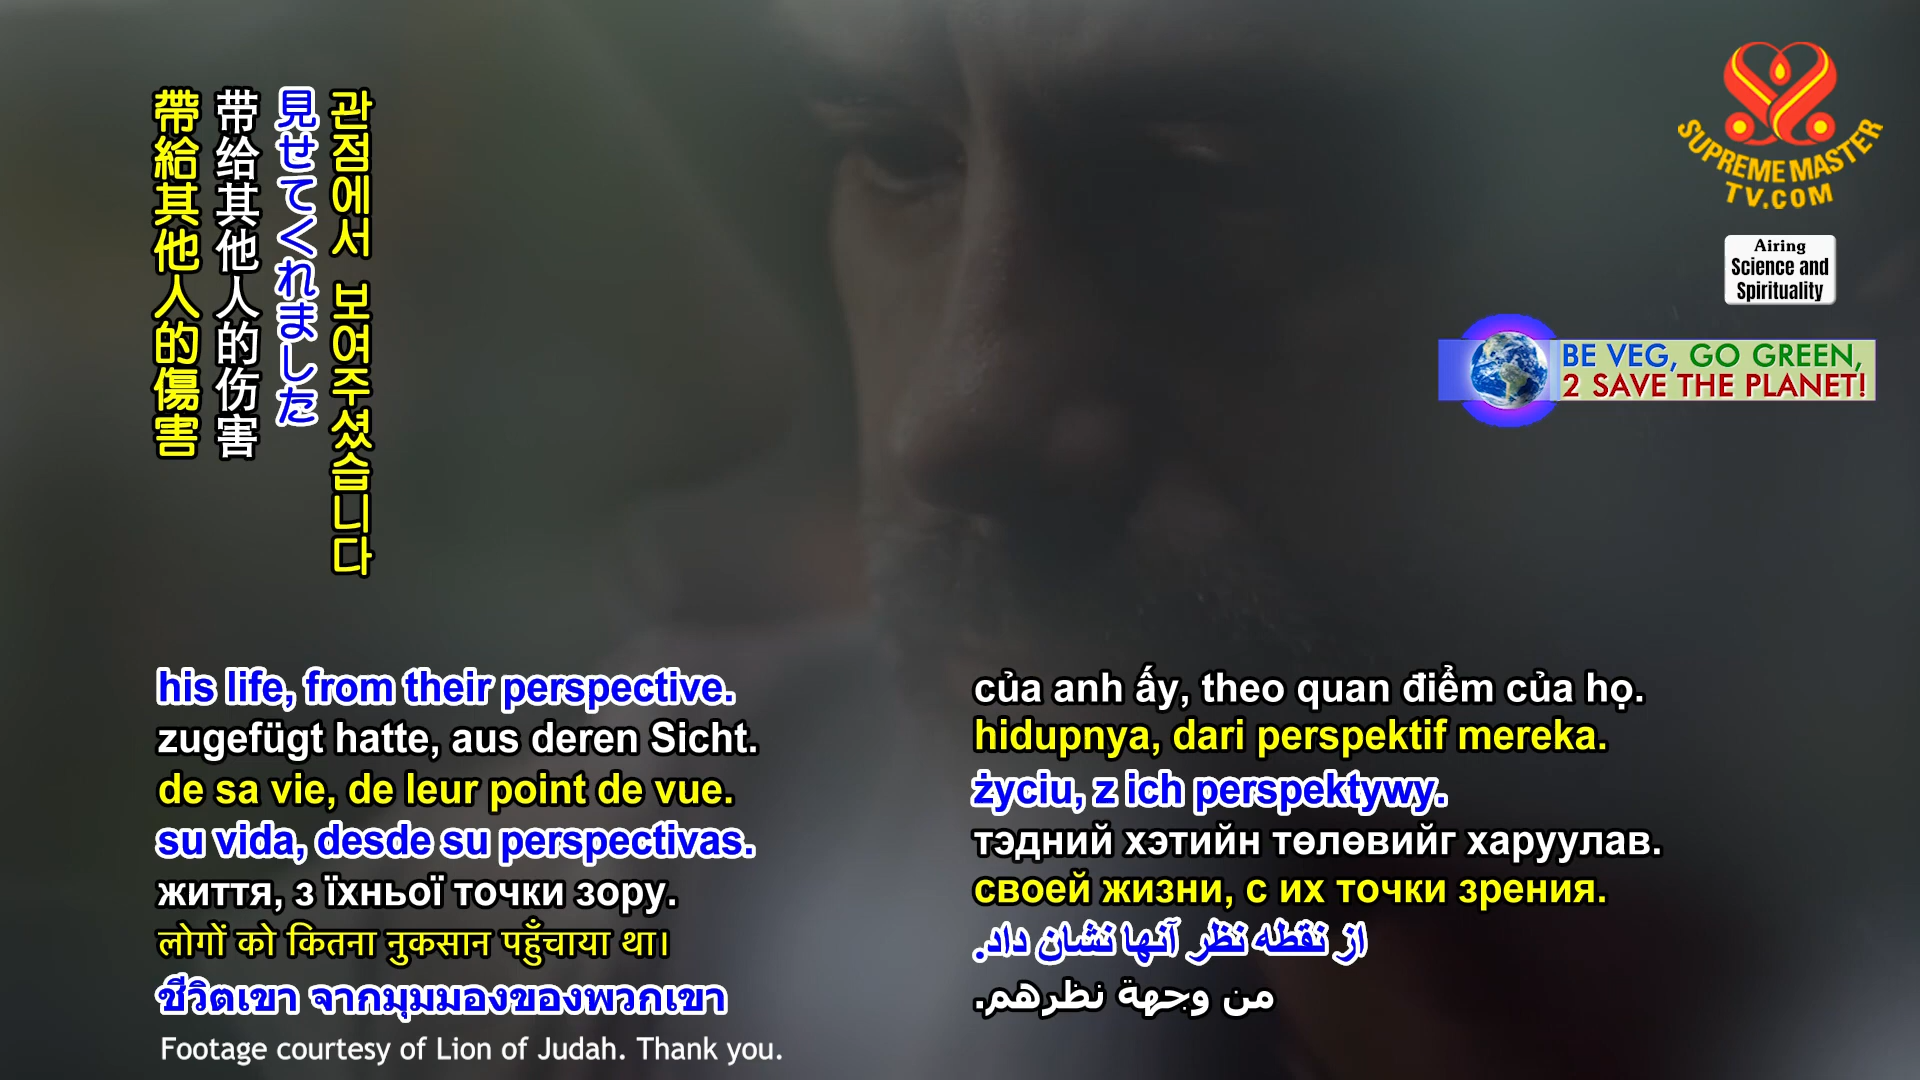 帶給其他人的傷害
带给其他人的伤害
見せてくれました
관점에서 보여주셨습니다
SUPREME MASTER
TV.COM
Airing
Science and
Spirituality
BE VEG, GO GREEN,
2 SAVE THE PLANET!
his life, from their perspective.
zugefügt hatte, aus deren Sicht.
de sa vie, de leur point de vue.
su vida, desde su perspectivas.
життя, з їхньої точки зору.
लोगों को कितना नुकसान पहुँचाया था।
ชีวิตเขา จากมุมมองของพวกเขา
của anh ấy, theo quan điểm của họ.
hidupnya, dari perspektif mereka.
życiu, z ich perspektywy.
тэдний хэтийн төлөвийг харуулав.
своей жизни, с их точки зрения.
از نقطه نظر آنها نشان داد.
من وجهة نظرهم.
Footage courtesy of Lion of Judah. Thank you.